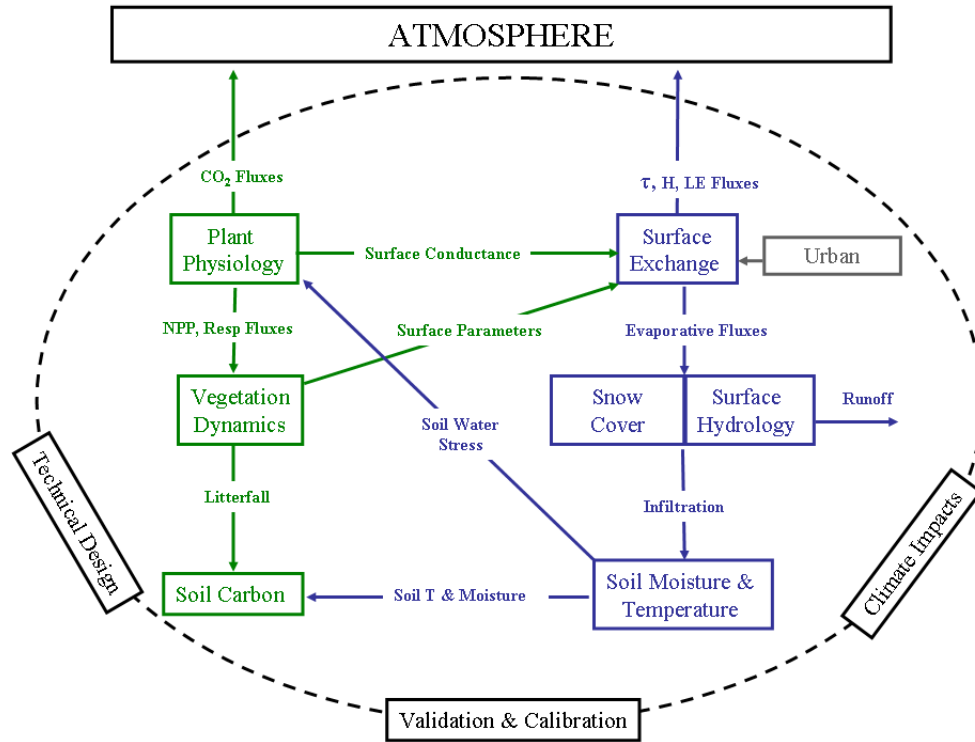 ATMOSPHERE
CO₂ Fluxes
τ, H, LE Fluxes
Plant
Physiology
Surface Conductance
Surface
Exchange
Urban
NPP, Resp Fluxes
Surface Parameters
Evaporative Fluxes
Vegetation
Dynamics
Soil Water
Stress
Snow
Cover
Surface
Hydrology
Runoff
Litterfall
Infiltration
Technical Design
Climate Impacts
Soil Carbon
Soil T & Moisture
Soil Moisture &
Temperature
Validation & Calibration